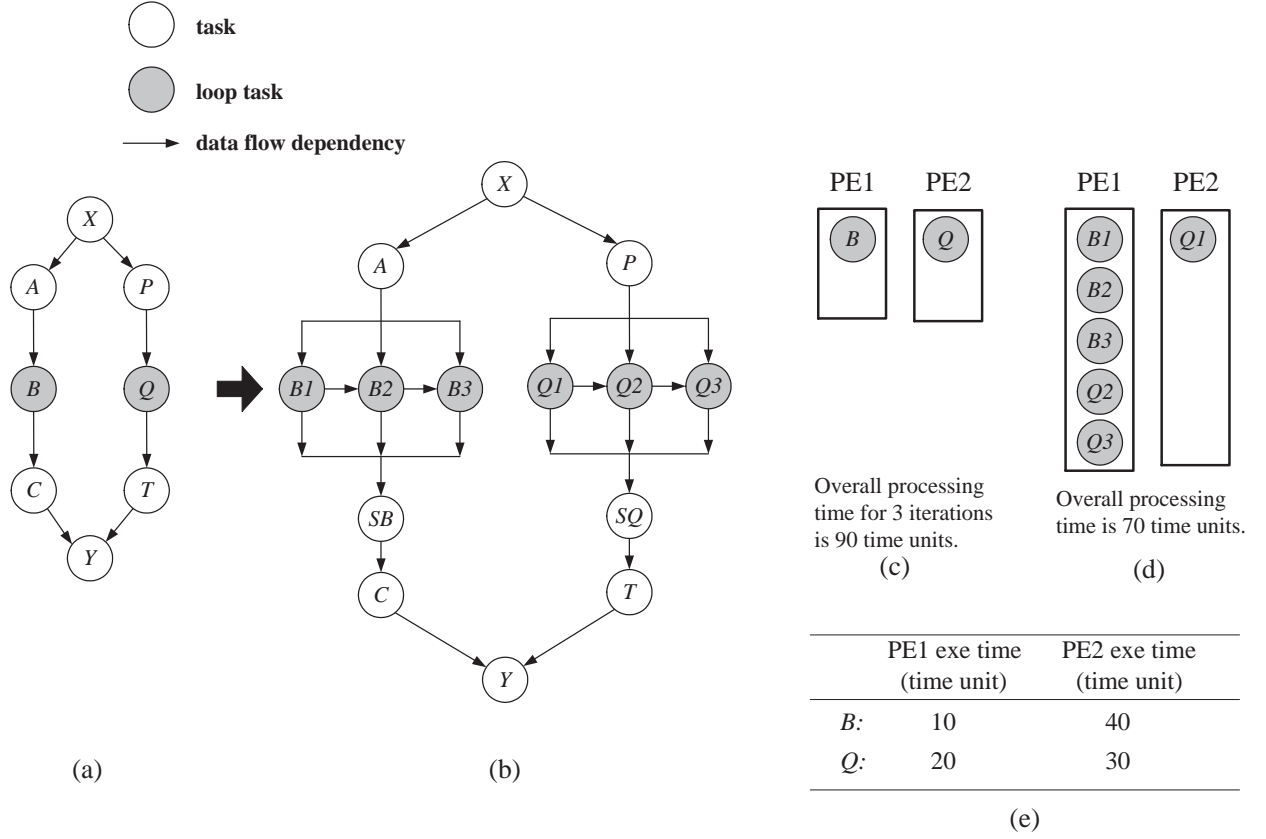 task
loop task
data flow dependency
X
A
P
B
Q
C
T
Y
(a)
X
A
P
B1
B2
B3
Q1
Q2
Q3
SB
SQ
C
T
Y
(b)
PE1
PE2
B
Q
Overall processing
time for 3 iterations
is 90 time units.
(c)
PE1
PE2
B1
B2
B3
Q2
Q3
Q1
Overall processing
time is 70 time units.
(d)
PE1 exe time PE2 exe time
(time unit) (time unit)
B: 10 40
Q: 20 30
(e)